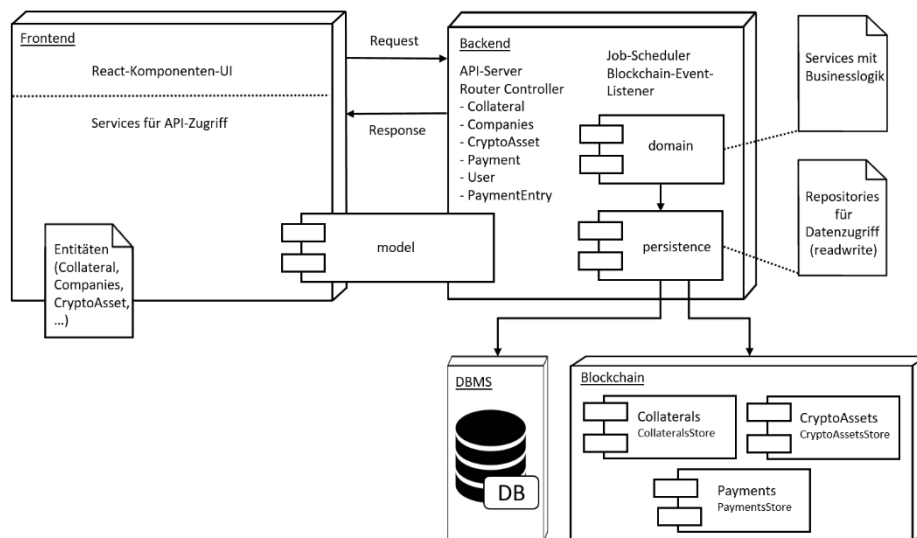 Frontend
React-Komponenten-UI
Services für API-Zugriff
Entitäten
(Collateral,
Companies,
CryptoAsset,
…)
Request
Response
model
Backend
API-Server
Router Controller
- Collateral
- Companies
- CryptoAsset
- Payment
- User
- PaymentEntry
Job-Scheduler
Blockchain-Event-
Listener
domain
persistence
Services mit
Businesslogik
Repositories
für
Datenzugriff
(readwrite)
DBMS
DB
Blockchain
Collaterals
CollateralsStore
CryptoAssets
CryptoAssetsStore
Payments
PaymentsStore